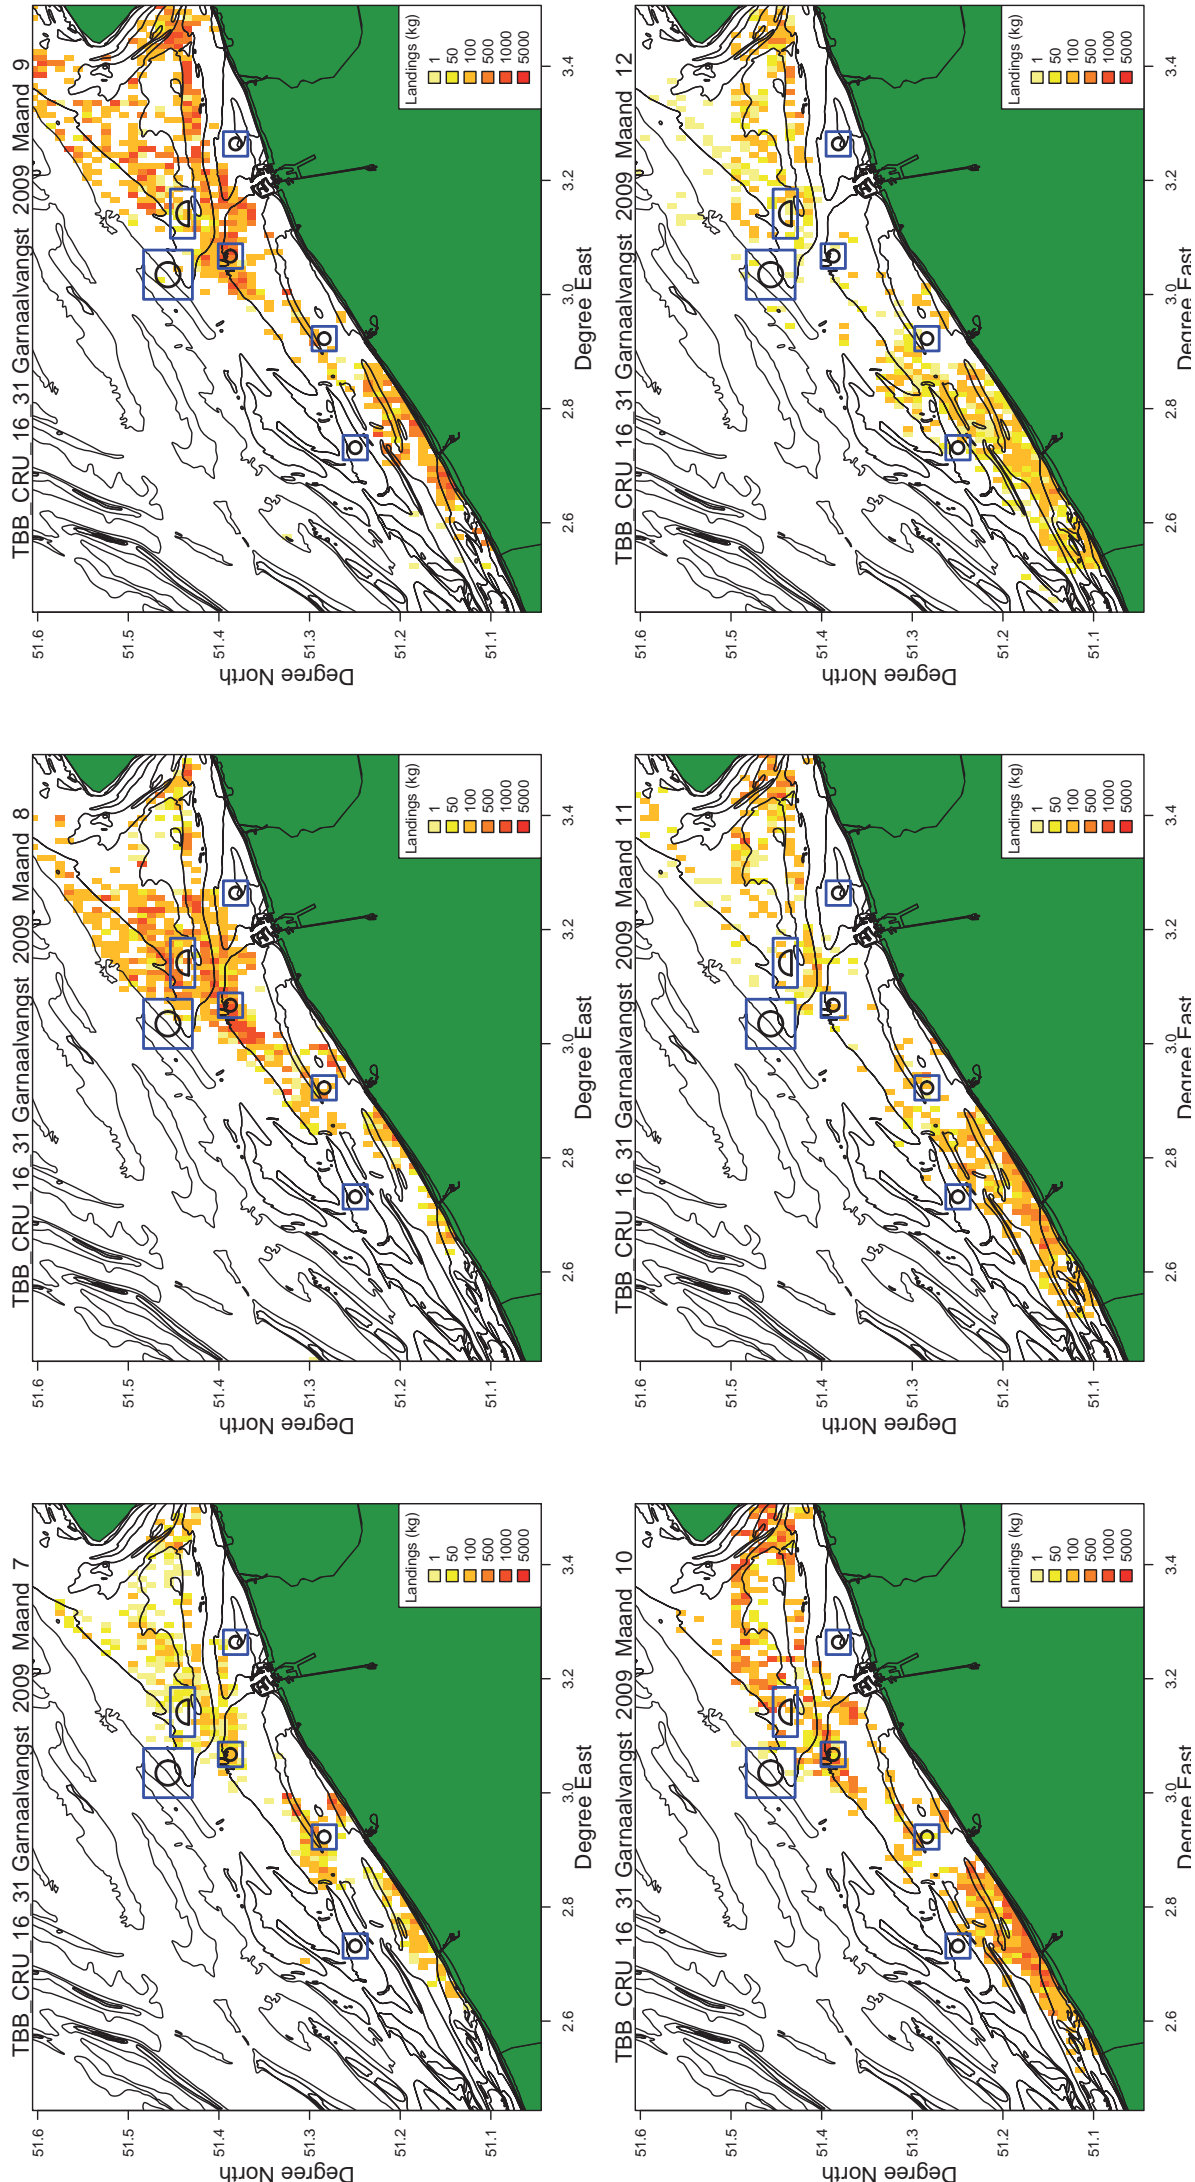 TBB_CRU_16_31 Garnaalvangst 2009 Maand 7
51.6
51.5
51.4
51.3
51.2
51.1
Degree North
Landings (kg)
1
50
100
500
1000
5000
2.6 2.8 3.0 3.2 3.4
Degree East
TBB_CRU_16_31 Garnaalvangst 2009 Maand 8
51.6
51.5
51.4
51.3
51.2
51.1
Degree North
Landings (kg)
1
50
100
500
1000
5000
2.6 2.8 3.0 3.2 3.4
Degree East
TBB_CRU_16_31 Garnaalvangst 2009 Maand 9
51.6
51.5
51.4
51.3
51.2
51.1
Degree North
Landings (kg)
1
50
100
500
1000
5000
2.6 2.8 3.0 3.2 3.4
Degree East
TBB_CRU_16_31 Garnaalvangst 2009 Maand 10
51.6
51.5
51.4
51.3
51.2
51.1
Degree North
Landings (kg)
1
50
100
500
1000
5000
2.6 2.8 3.0 3.2 3.4
Degree East
TBB_CRU_16_31 Garnaalvangst 2009 Maand 11
51.6
51.5
51.4
51.3
51.2
51.1
Degree North
Landings (kg)
1
50
100
500
1000
5000
2.6 2.8 3.0 3.2 3.4
Degree East
TBB_CRU_16_31 Garnaalvangst 2009 Maand 12
51.6
51.5
51.4
51.3
51.2
51.1
Degree North
Landings (kg)
1
50
100
500
1000
5000
2.6 2.8 3.0 3.2 3.4
Degree East